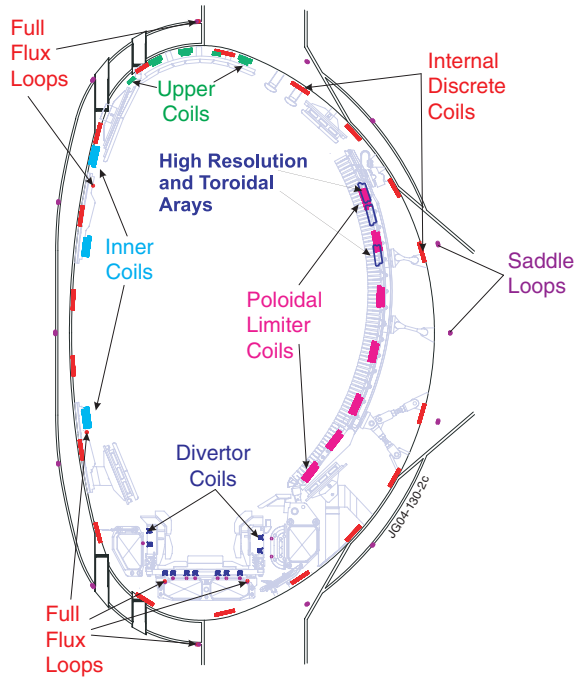 Full
Flux
Loops
Upper
Coils
Internal
Discrete
Coils
High Resolution
and Toroidal
Arays
Inner
Coils
Saddle
Loops
Poloidal
Limiter
Coils
Divertor
Coils
JG04-130-2c
Full
Flux
Loops